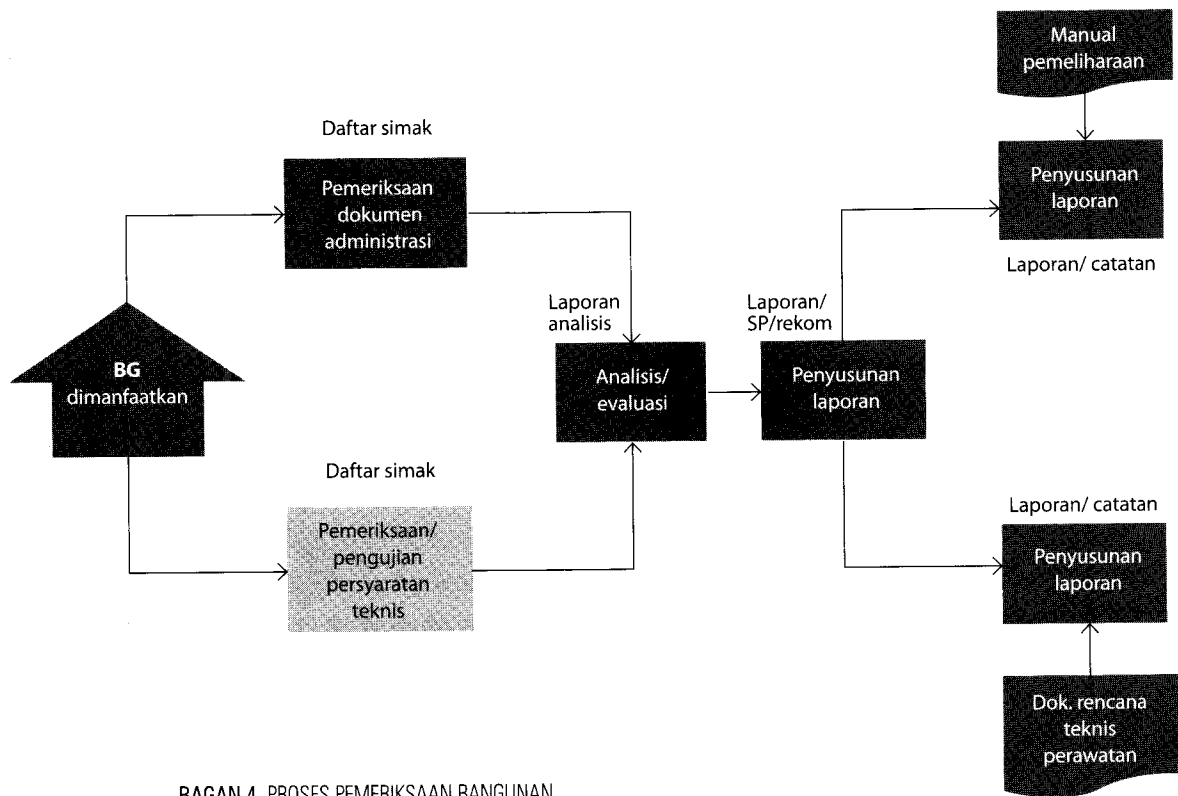 Manual
pemeliharaan
Daftar simak
Pemeriksaan
dokumen
administrasi
Penyusunan
laporan
Laporan/ catatan
Laporan
analisis
Laporan/
SP/rekom
BG
dimanfaatkan
Analisis/
evaluasi
Penyusunan
laporan
Daftar simak
Pemeriksaan/
pengujian
persyaratan
teknis
Laporan/ catatan
Penyusunan
laporan
Dok. rencana
teknis
perawatan
BAGAN 4. PROSES PEMERIKSAAN BANGUNAN